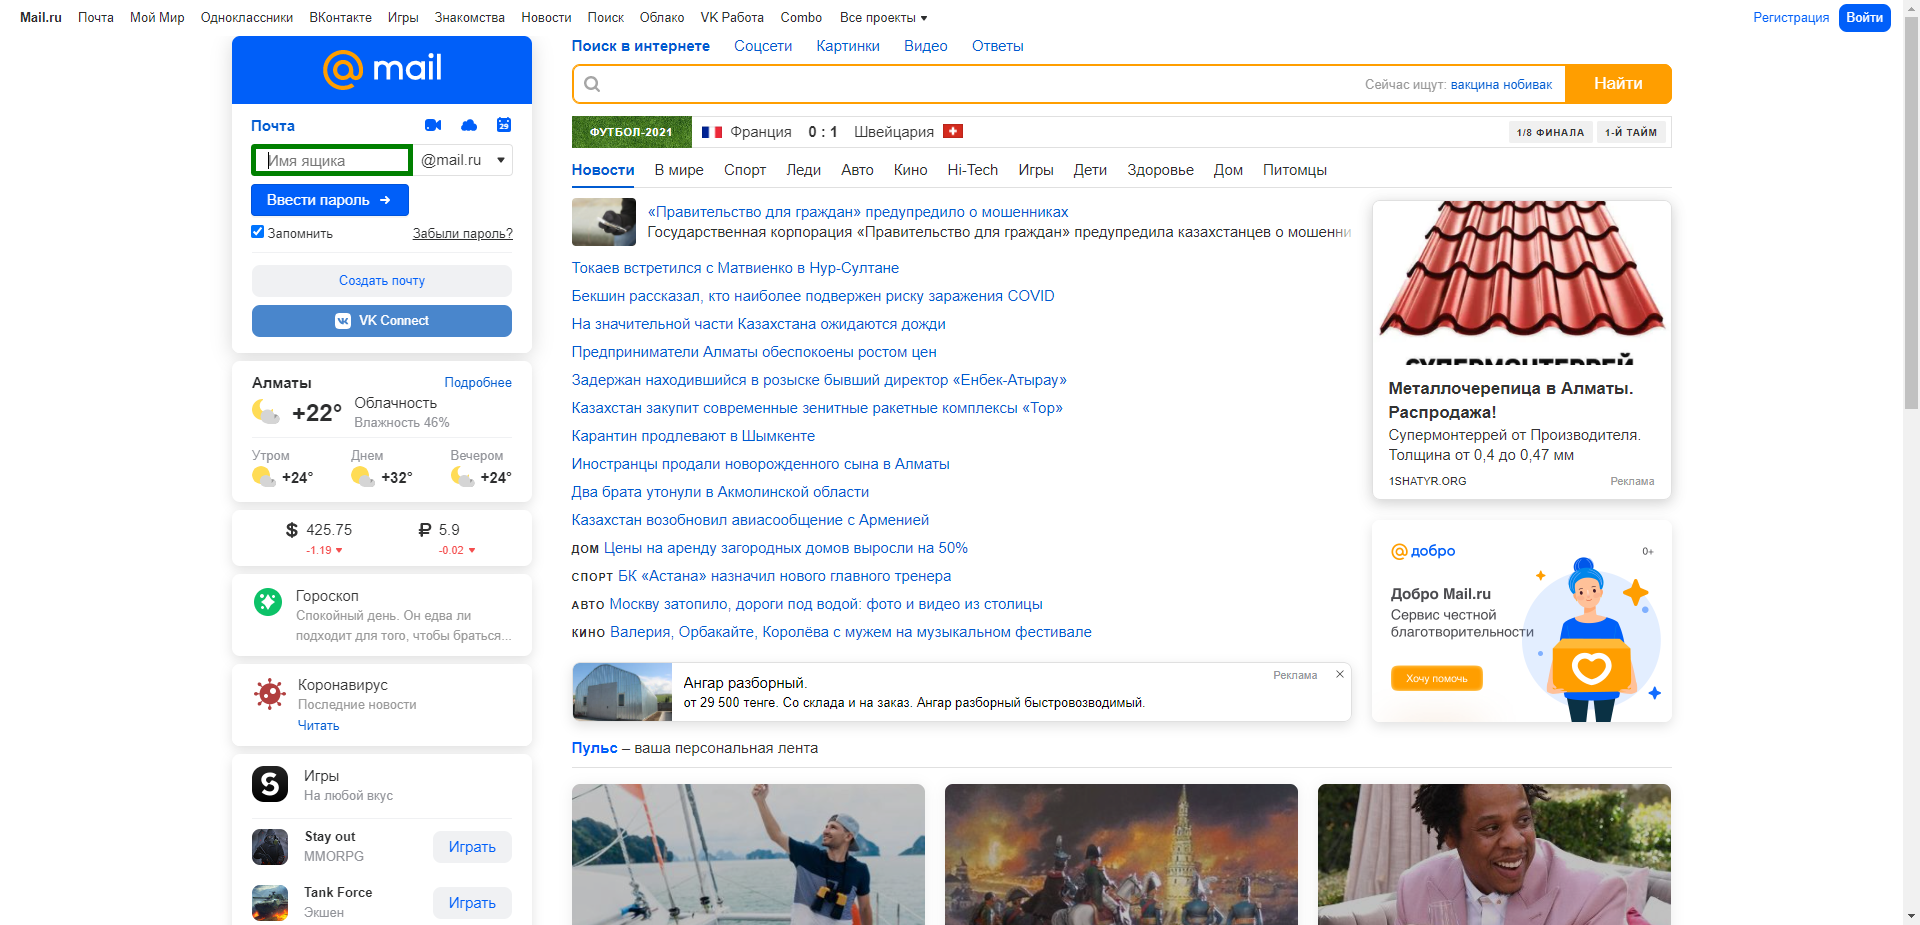 Mail.ru Почта Мой Мир Одноклассники ВКонтакте Игры Знакомства Новости Поиск Облако VK Работа Combo Все проекты Регистрация Войти
mail
Почта
29
Имя ящика @mail.ru
Ввести пароль
Запомнить Забыли пароль?
Создать почту
VK Connect
Алматы Подробнее
+22° Облачность
Влажность 46%
Утром Днем Вечером
+24° +32° +24°
$ 425.75 ₽ 5.9
-1.19 -0.02
Гороскоп
Спокойный день. Он едва ли
подходит для того, чтобы браться...
Коронавирус
Последние новости
Читать
Игры
На любой вкус
Stay out
MMORPG
Играть
Tank Force
Экшен
Играть
Поиск в интернете Соцсети Картинки Видео Ответы
Сейчас ищут: вакцина нобивак Найти
ФУТБОЛ-2021 Франция 0 : 1 Швейцария 1/8 ФИНАЛА 1-Й ТАЙМ
Новости В мире Спорт Леди Авто Кино Hi-Tech Игры Дети Здоровье Дом Питомцы
«Правительство для граждан» предупредило о мошенниках
Государственная корпорация «Правительство для граждан» предупредила казахстанцев о мошенни
Токаев встретился с Матвиенко в Нур-Султане
Бекшин рассказал, кто наиболее подвержен риску заражения COVID
На значительной части Казахстана ожидаются дожди
Предприниматели Алматы обеспокоены ростом цен
Задержан находившийся в розыске бывший директор «Енбек-Атырау»
Казахстан закупит современные зенитные ракетные комплексы «Тор»
Карантин продлевают в Шымкенте
Иностранцы продали новорожденного сына в Алматы
Два брата утонули в Акмолинской области
Казахстан возобновил авиасообщение с Арменией
ДОМ Цены на аренду загородных домов выросли на 50%
СПОРТ БК «Астана» назначил нового главного тренера
АВТО Москву затопило, дороги под водой: фото и видео из столицы
КИНО Валерия, Орбакайте, Королёва с мужем на музыкальном фестивале
Ангар разборный. Реклама
от 29 500 тенге. Со склада и на заказ. Ангар разборный быстровозводимый.
Пульс – ваша персональная лента
СУПЕРМОНТЕРРЕЙ
Металлочерепица в Алматы.
Распродажа!
Супермонтеррей от Производителя.
Толщина от 0,4 до 0,47 мм
1SHATYR.ORG Реклама
добро 0+
Добро Mail.ru
Сервис честной
благотворительности
Хочу помочь